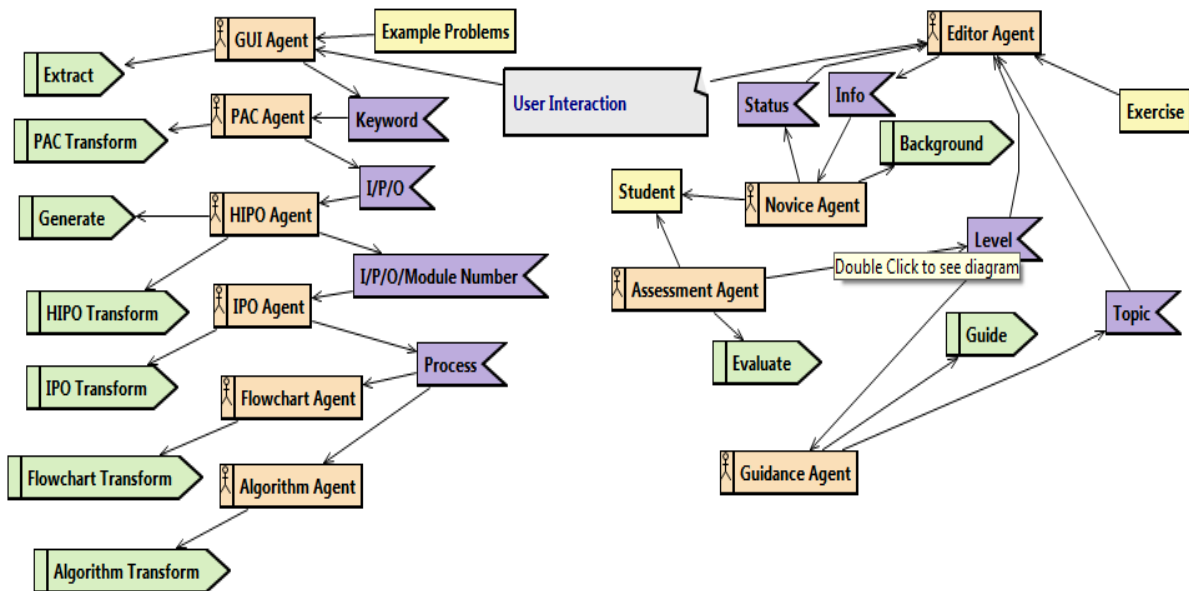 GUI Agent
Example Problems
Editor Agent
Extract
User Interaction
Status
Info
Exercise
PAC Agent
Keyword
PAC Transform
Background
I/P/O
Student
Novice Agent
HIPO Agent
Generate
Level
Double Click to see diagram
I/P/O/Module Number
Assessment Agent
HIPO Transform
IPO Agent
Topic
Guide
Process
Evaluate
IPO Transform
Flowchart Agent
Flowchart Transform
Guidance Agent
Algorithm Agent
Algorithm Transform